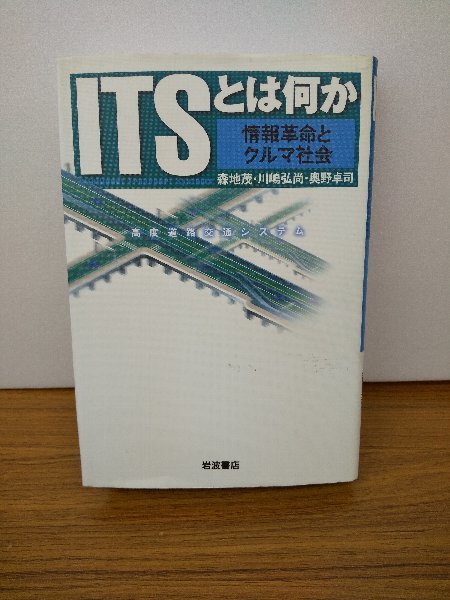 ITSとは何か
情報革命と
クルマ社会
森地茂・川嶋弘尚・奥野卓司
高度道路交通システム
岩波書店